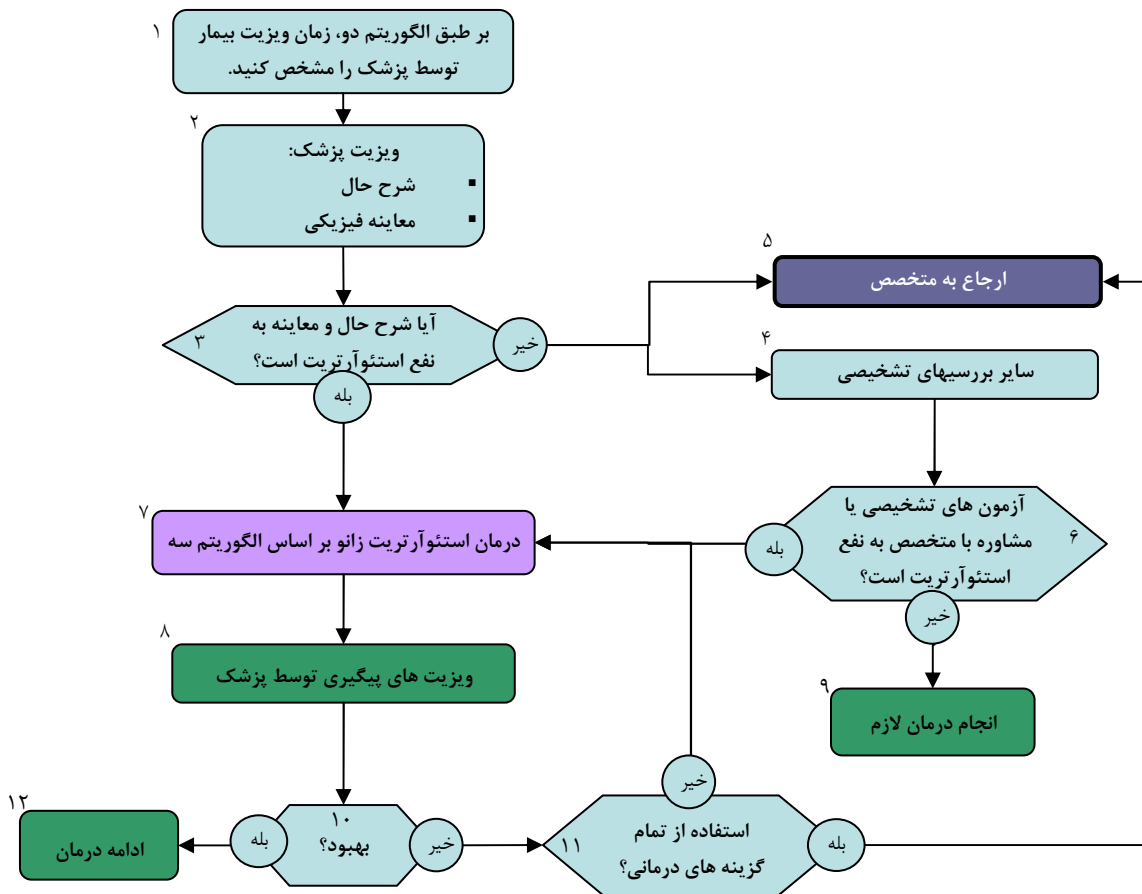 ۱
بر طبق الگوریتم دو، زمان ویزیت بیمار
توسط پزشک را مشخص کنید.
۲
ویزیت پزشک:
▪ شرح حال
▪ معاینه فیزیکی
۳
آیا شرح حال و معاینه به
نفع استئوآرتریت است؟
خیر
بله
۵
ارجاع به متخصص
۴
سایر بررسیهای تشخیصی
۶
آزمون های تشخیصی یا
مشاوره با متخصص به نفع
استئوآرتریت است؟
بله
خیر
۷
درمان استئوآرتریت زانو بر اساس الگوریتم سه
۸
ویزیت های پیگیری توسط پزشک
۹
انجام درمان لازم
۱۰
بهبود؟
بله
خیر
۱۱
استفاده از تمام
گزینه های درمانی؟
خیر
بله
۱۲
ادامه درمان